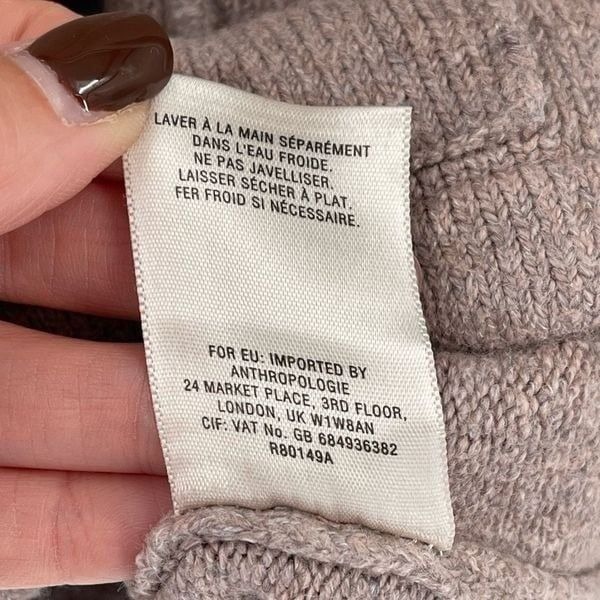 LAVER À LA MAIN SÉPARÉMENT
DANS L'EAU FROIDE.
NE PAS JAVELLISER.
LAISSER SÉCHER À PLAT.
FER FROID SI NÉCESSAIRE.
FOR EU: IMPORTED BY
ANTHROPOLOGIE
24 MARKET PLACE, 3RD FLOOR,
LONDON, UK W1W8AN
CIF: VAT No. GB 684936382
R80149A